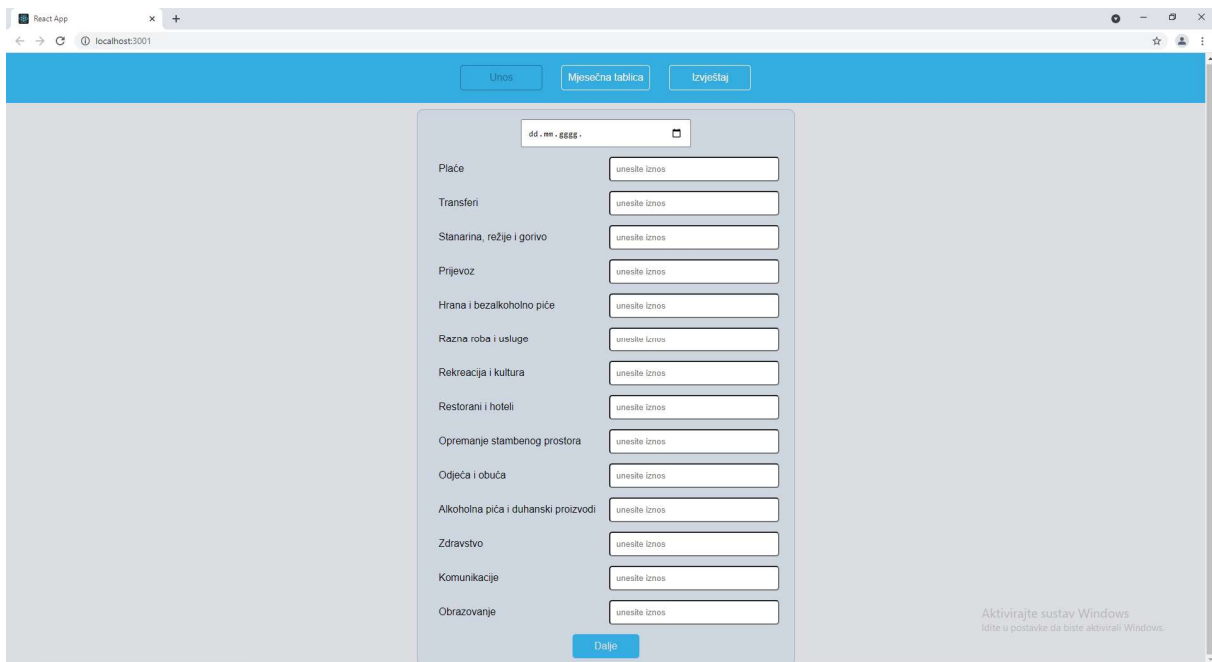 React App
localhost:3001
Unos Mjesečna tablica Izvještaj
dd.mm.gggg.
Plaće unesite iznos
Transferi unesite iznos
Stanarina, režije i gorivo unesite iznos
Prijevoz unesite iznos
Hrana i bezalkoholno piće unesite iznos
Razna roba i usluge unesite iznos
Rekreacija i kultura unesite iznos
Restorani i hoteli unesite iznos
Opremanje stambenog prostora unesite iznos
Odjeća i obuća unesite iznos
Alkoholna pića i duhanski proizvodi unesite iznos
Zdravstvo unesite iznos
Komunikacije unesite iznos
Obrazovanje unesite iznos
Dalje
Aktivirajte sustav Windows
Idite u postavke da biste aktivirali Windows.